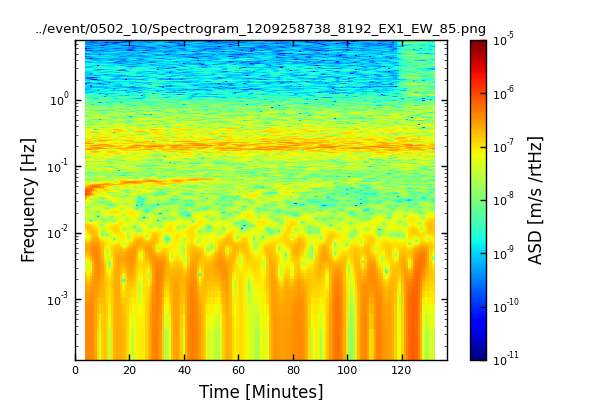 ../event/0502_10/Spectrogram_1209258738_8192_EX1_EW_85.png
10^0
10^-1
10^-2
10^-3
Frequency [Hz]
0 20 40 60 80 100 120
Time [Minutes]
10^-5
10^-6
10^-7
10^-8
10^-9
10^-10
10^-11
ASD [m/s /rtHz]